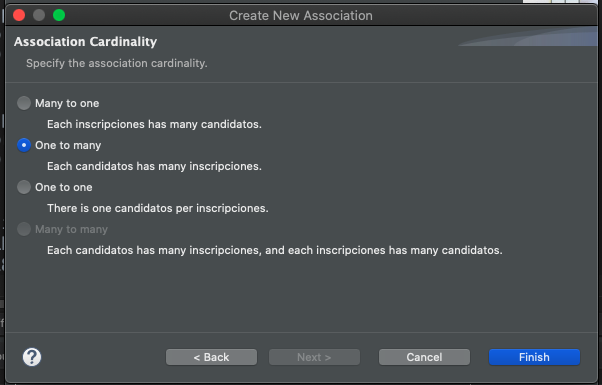 Create New Association
Association Cardinality
Specify the association cardinality.
Many to one
Each inscripciones has many candidatos.
One to many
Each candidatos has many inscripciones.
One to one
There is one candidatos per inscripciones.
Many to many
Each candidatos has many inscripciones, and each inscripciones has many candidatos.
?
< Back
Next >
Cancel
Finish